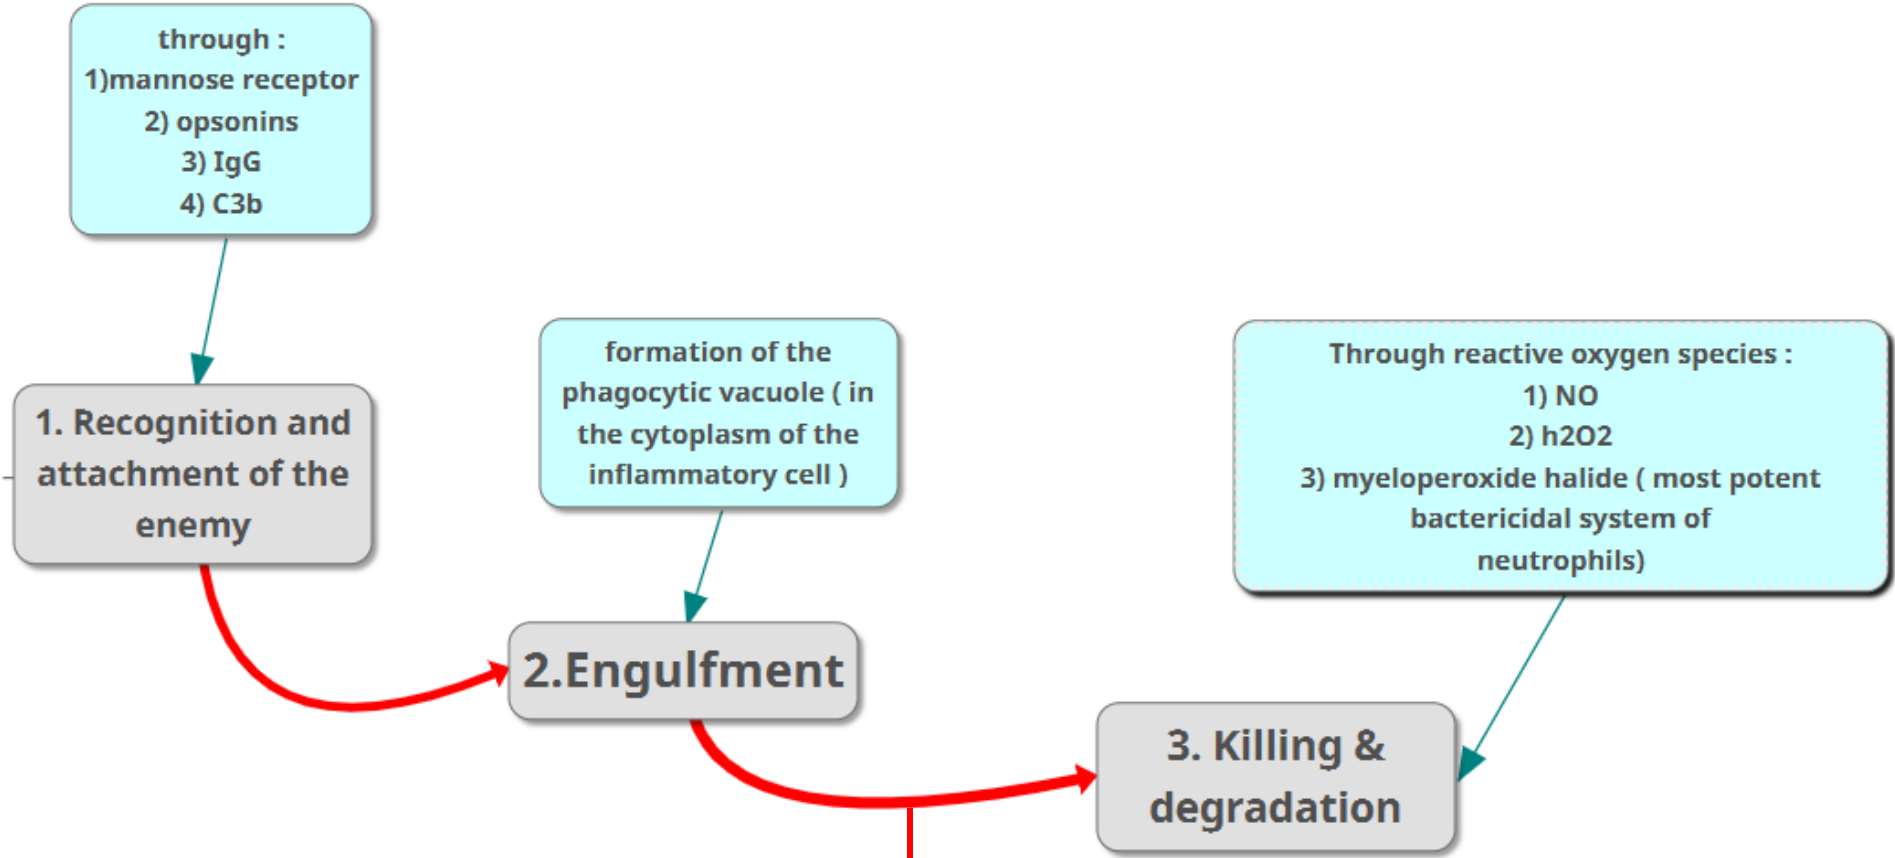 through :
1)mannose receptor
2) opsonins
3) IgG
4) C3b
1. Recognition and
attachment of the
enemy
formation of the
phagocytic vacuole ( in
the cytoplasm of the
inflammatory cell )
2.Engulfment
Through reactive oxygen species :
1) NO
2) h2O2
3) myeloperoxide halide ( most potent
bactericidal system of
neutrophils)
3. Killing &
degradation